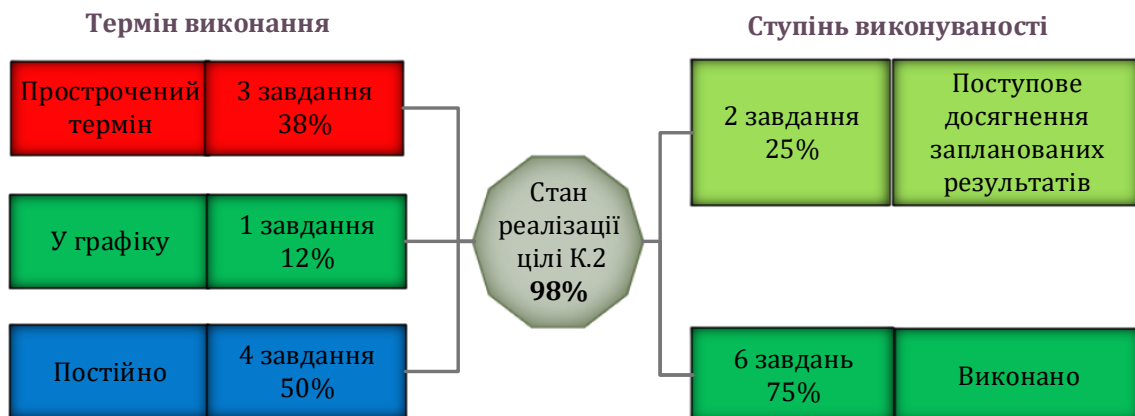 Термін виконання
Прострочений
термін
3 завдання
38%
У графіку
1 завдання
12%
Постійно
4 завдання
50%
Стан
реалізації
цілі К.2
98%
Ступінь виконуваності
2 завдання
25%
Поступове
досягнення
запланованих
результатів
6 завдань
75%
Виконано